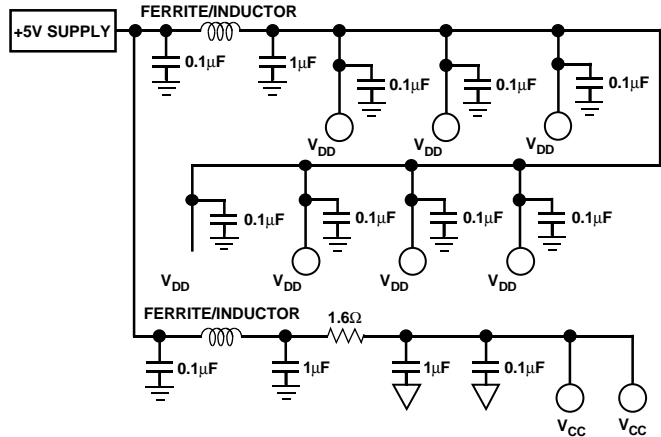 FERRITE/INDUCTOR
+5V SUPPLY
0.1μF 1μF 0.1μF 0.1μF 0.1μF
V_DD V_DD V_DD
0.1μF 0.1μF 0.1μF 0.1μF
V_DD V_DD V_DD V_DD
FERRITE/INDUCTOR 1.6Ω
0.1μF 1μF 1μF 0.1μF
V_CC V_CC